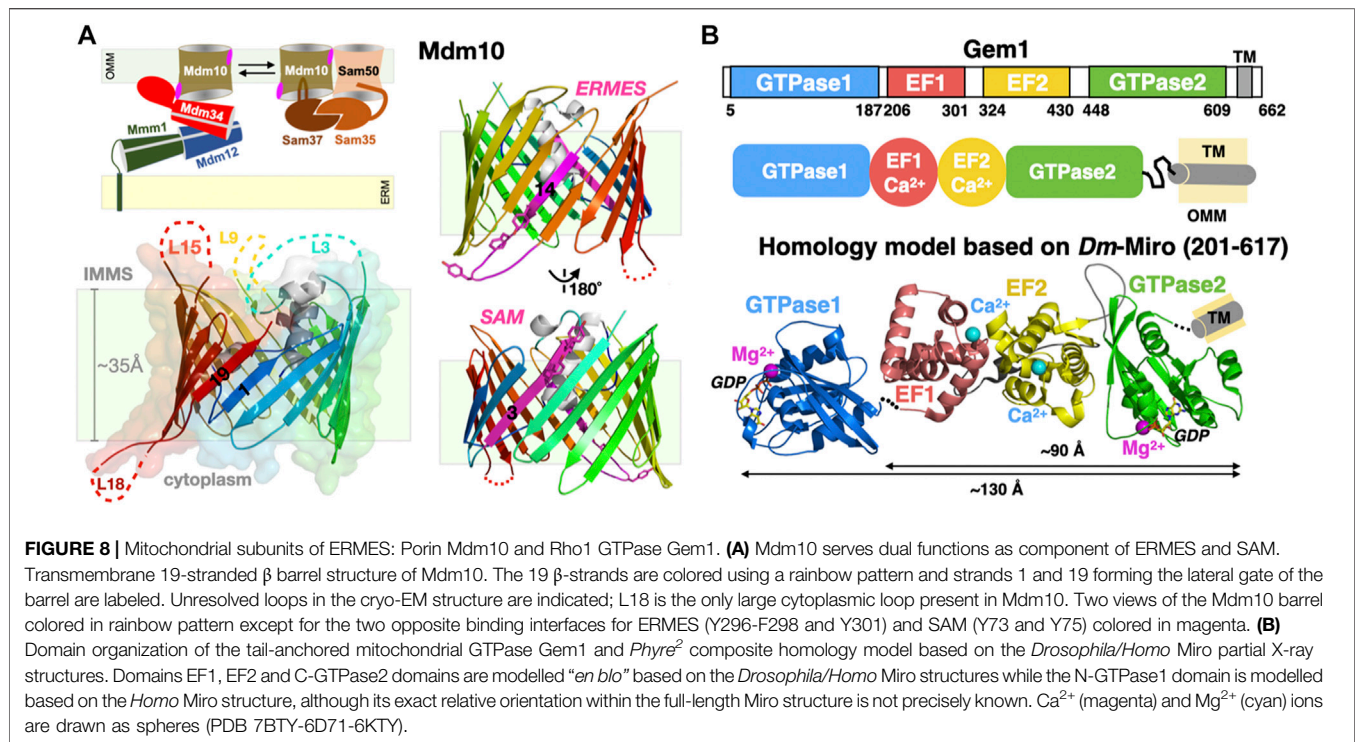 A
OMM
Mdm10
Mdm10
Sam50
Mdm34
Mmm1
Mdm12
Sam37
Sam35
ERM
L15
L9
L3
IMMS
~35Å
19
1
L18
cytoplasm
Mdm10
ERMES
14
180°
SAM
3
B
Gem1
TM
GTPase1
EF1
EF2
GTPase2
5
187
206
301
324
430
448
609
662
GTPase1
EF1
Ca2+
EF2
Ca2+
GTPase2
TM
OMM
Homology model based on Dm-Miro (201-617)
GTPase1
Mg2+
GDP
EF1
Ca2+
EF2
Ca2+
GTPase2
TM
Mg2+
GDP
~90 Å
~130 Å
FIGURE 8 | Mitochondrial subunits of ERMES: Porin Mdm10 and Rho1 GTPase Gem1. (A) Mdm10 serves dual functions as component of ERMES and SAM.
Transmembrane 19-stranded β barrel structure of Mdm10. The 19 β-strands are colored using a rainbow pattern and strands 1 and 19 forming the lateral gate of the
barrel are labeled. Unresolved loops in the cryo-EM structure are indicated; L18 is the only large cytoplasmic loop present in Mdm10. Two views of the Mdm10 barrel
colored in rainbow pattern except for the two opposite binding interfaces for ERMES (Y296-F298 and Y301) and SAM (Y73 and Y75) colored in magenta. (B)
Domain organization of the tail-anchored mitochondrial GTPase Gem1 and Phyre2 composite homology model based on the Drosophila/Homo Miro partial X-ray
structures. Domains EF1, EF2 and C-GTPase2 domains are modelled “en blo” based on the Drosophila/Homo Miro structures while the N-GTPase1 domain is modelled
based on the Homo Miro structure, although its exact relative orientation within the full-length Miro structure is not precisely known. Ca2+ (magenta) and Mg2+ (cyan) ions
are drawn as spheres (PDB 7BTY-6D71-6KTY).